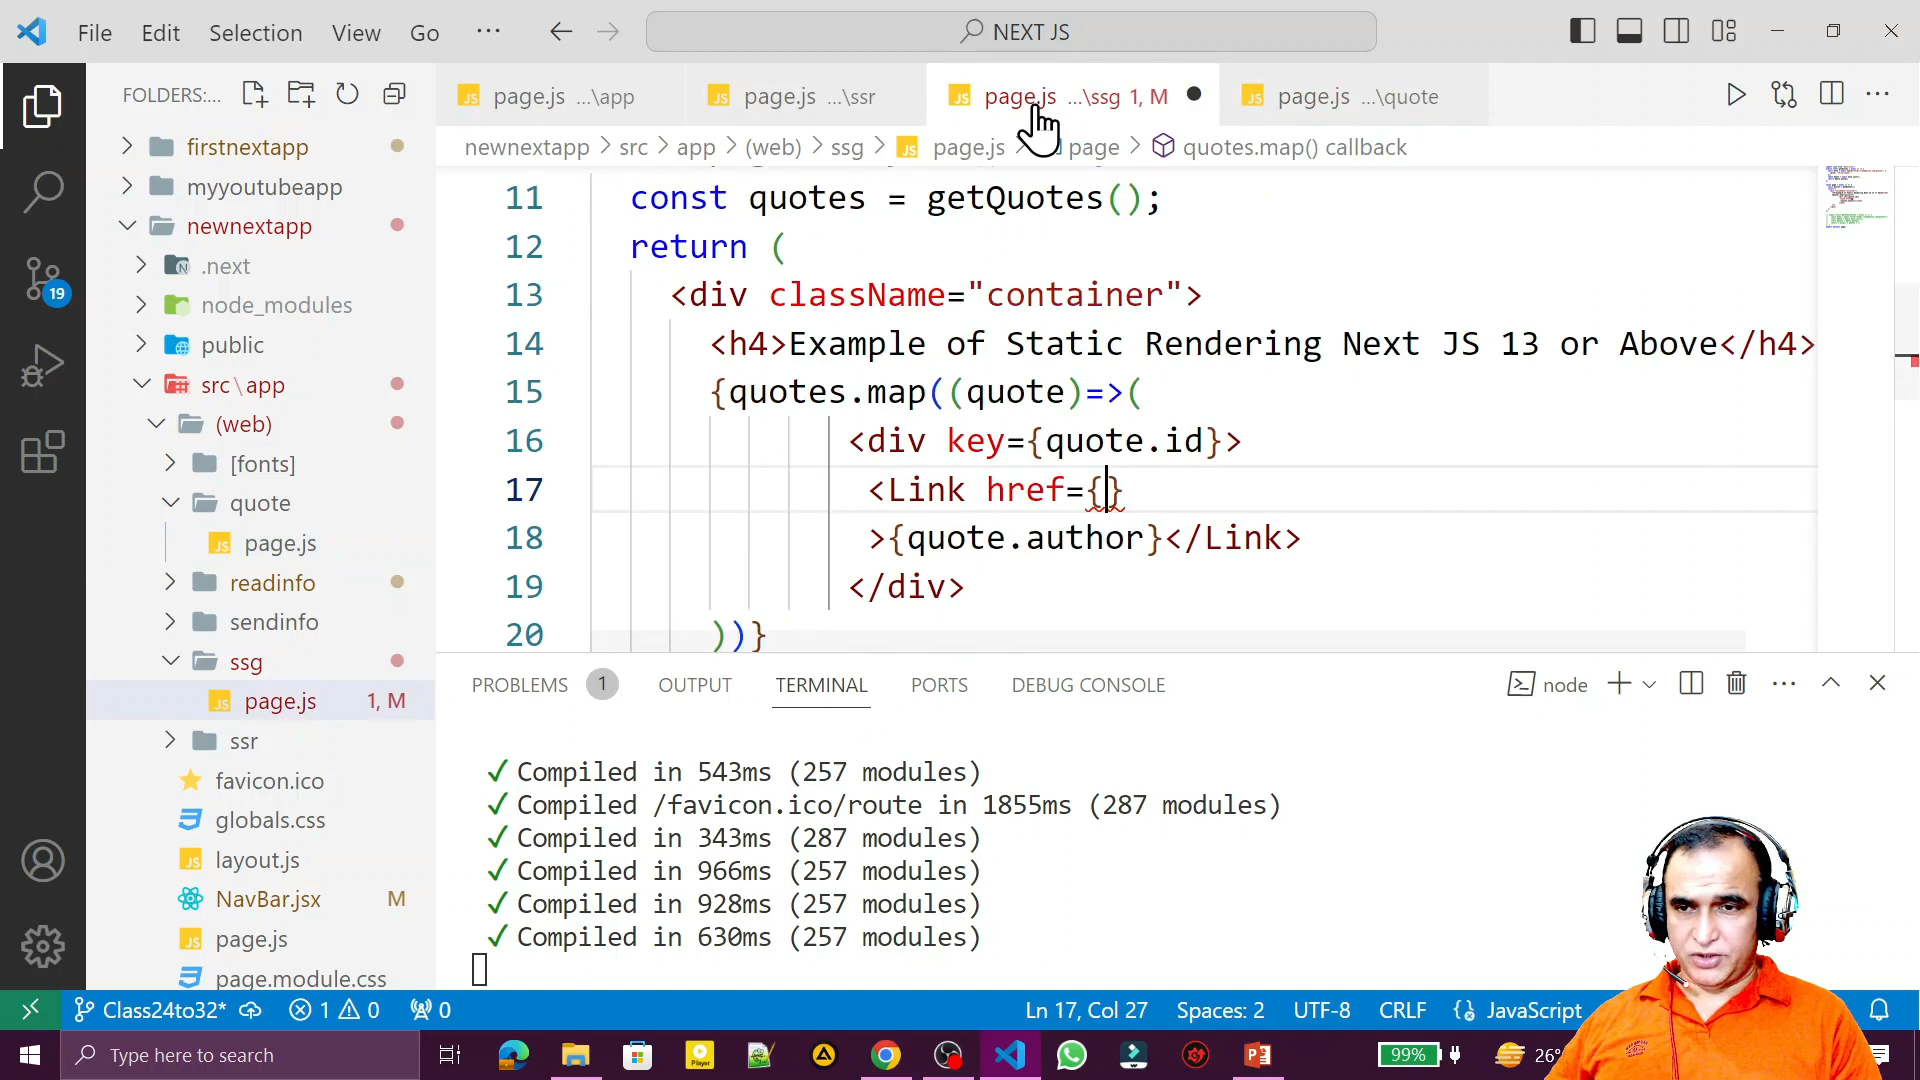 File Edit Selection View Go ··· NEXT JS
FOLDERS:...
page.js ...\app
page.js ...\ssr
page.js ...\ssg 1, M
page.js ...\quote
newnextapp > src > app > (web) > ssg > page.js > page > quotes.map() callback
firstnextapp
myyoutubeapp
newnextapp
.next
node_modules
public
src\app
(web)
[fonts]
quote
page.js
readinfo
sendinfo
ssg
page.js 1, M
ssr
favicon.ico
globals.css
layout.js
NavBar.jsx M
page.js
page.module.css
19
11 const quotes = getQuotes();
12 return (
13 <div className="container">
14 <h4>Example of Static Rendering Next JS 13 or Above</h4>
15 {quotes.map((quote)=>(
16 <div key={quote.id}>
17 <Link href={}
18 >{quote.author}</Link>
19 </div>
20 ))}
PROBLEMS 1 OUTPUT TERMINAL PORTS DEBUG CONSOLE node
✓ Compiled in 543ms (257 modules)
✓ Compiled /favicon.ico/route in 1855ms (287 modules)
✓ Compiled in 343ms (287 modules)
✓ Compiled in 966ms (257 modules)
✓ Compiled in 928ms (257 modules)
✓ Compiled in 630ms (257 modules)
Class24to32* 1 0 0 Ln 17, Col 27 Spaces: 2 UTF-8 CRLF {} JavaScript
Type here to search 99% 26°